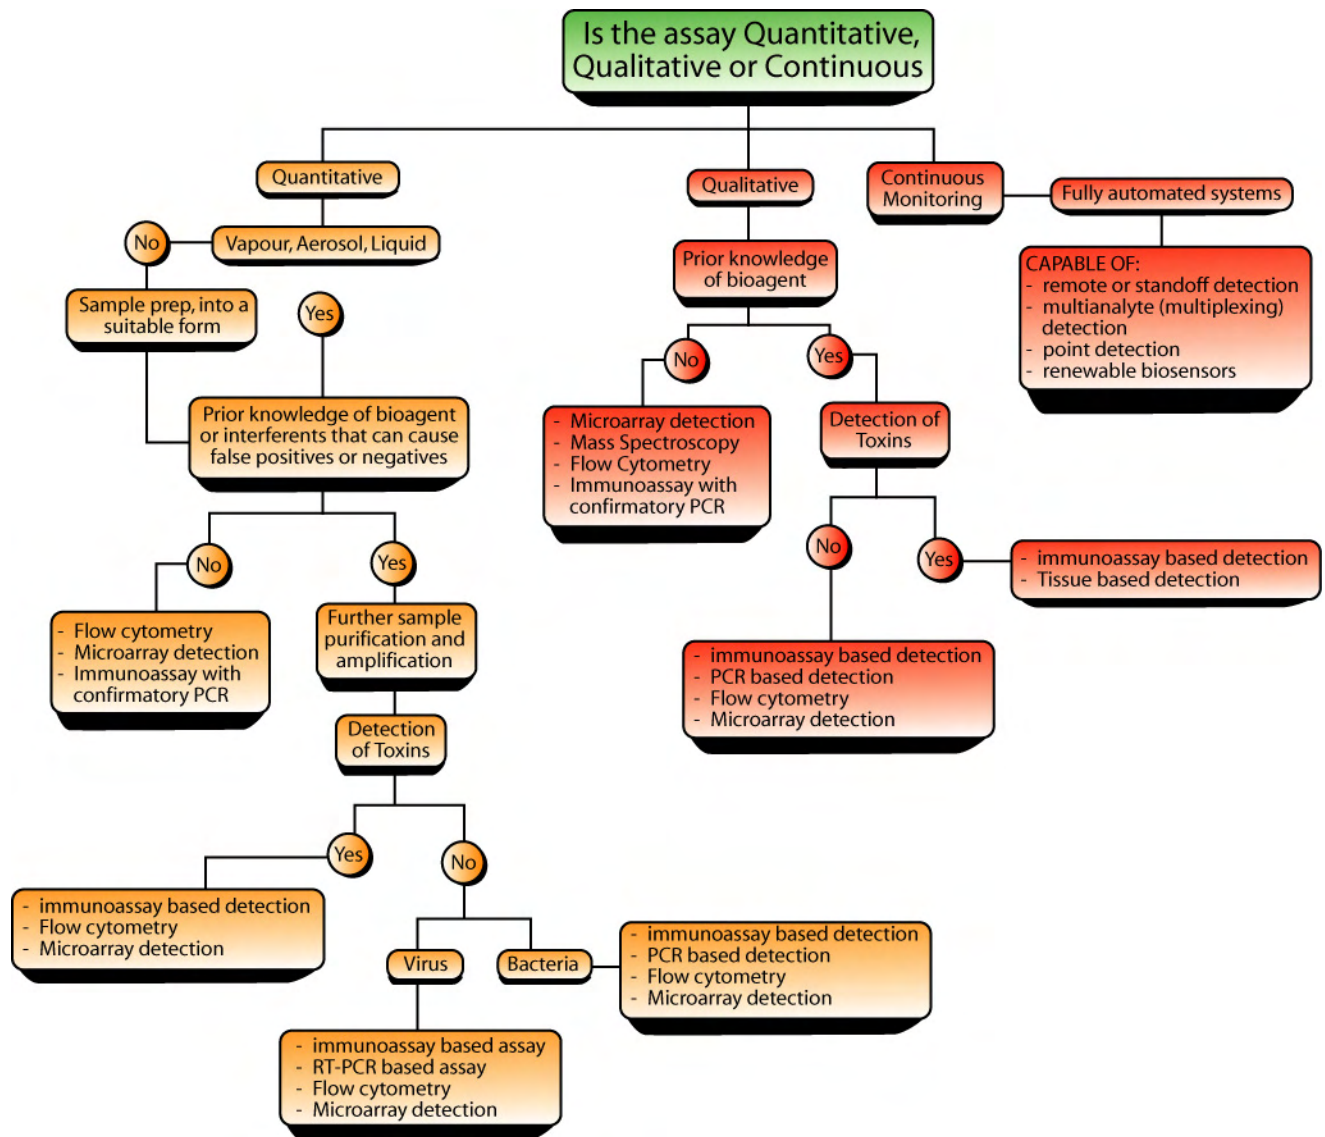 Is the assay Quantitative,
Qualitative or Continuous
Quantitative
Vapour, Aerosol, Liquid
No
Sample prep, into a
suitable form
Yes
Prior knowledge of bioagent
or interferents that can cause
false positives or negatives
No
- Flow cytometry
- Microarray detection
- Immunoassay with
confirmatory PCR
Yes
Further sample
purification and
amplification
Detection
of Toxins
Yes
- immunoassay based detection
- Flow cytometry
- Microarray detection
No
Virus
- immunoassay based assay
- RT-PCR based assay
- Flow cytometry
- Microarray detection
Bacteria
- immunoassay based detection
- PCR based detection
- Flow cytometry
- Microarray detection
Qualitative
Prior knowledge
of bioagent
No
- Microarray detection
- Mass Spectroscopy
- Flow Cytometry
- Immunoassay with
confirmatory PCR
Yes
Detection of
Toxins
No
- immunoassay based detection
- PCR based detection
- Flow cytometry
- Microarray detection
Yes
- immunoassay based detection
- Tissue based detection
Continuous
Monitoring
Fully automated systems
CAPABLE OF:
- remote or standoff detection
- multianalyte (multiplexing)
detection
- point detection
- renewable biosensors